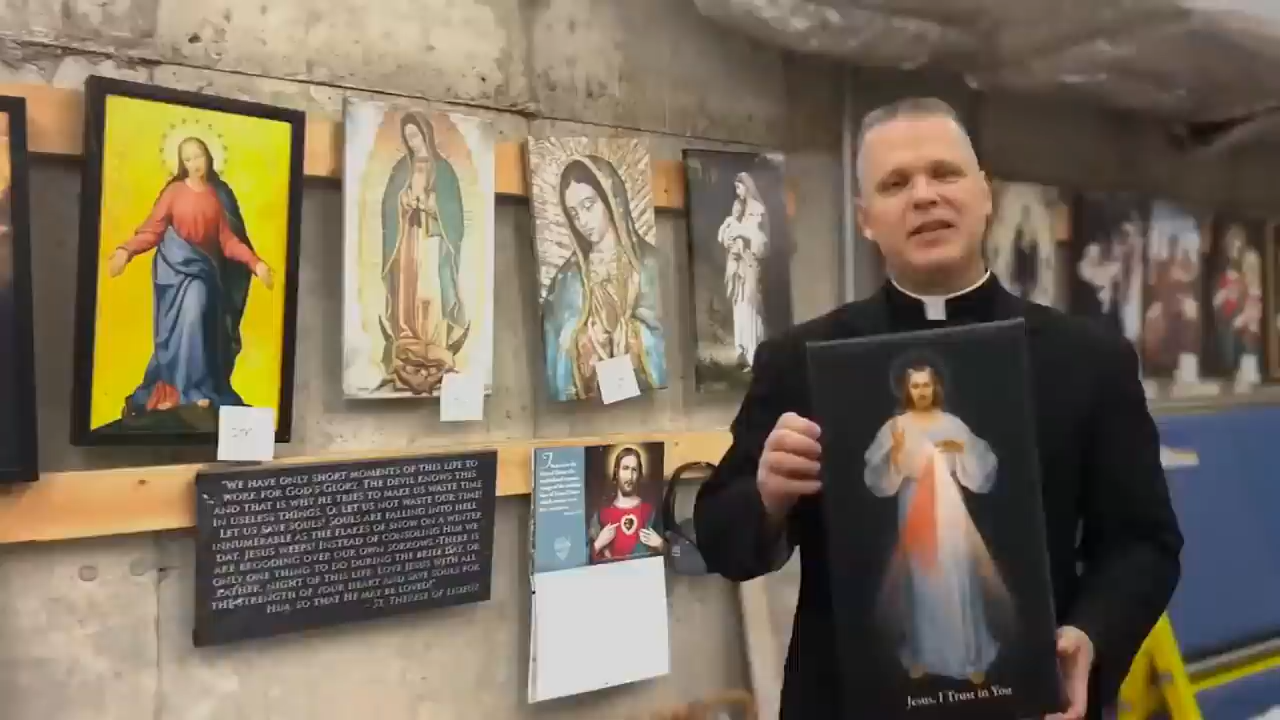 "WE HAVE ONLY SHORT MOMENTS OF THIS LIFE TO
WORK FOR GOD'S GLORY. THE DEVIL KNOWS THIS
AND THAT IS WHY HE TRIES TO MAKE US WASTE TIME
IN USELESS THINGS. O, LET US NOT WASTE OUR TIME!
LET US SAVE SOULS! SOULS ARE FALLING INTO HELL
INNUMERABLE AS THE FLAKES OF SNOW ON A WINTER
DAY. JESUS WEEPS! INSTEAD OF CONSOLING HIM WE
ARE BROODING OVER OUR OWN SORROWS. THERE IS
ONLY ONE THING TO DO DURING THE BRIEF DAY, OR
RATHER, NIGHT OF THIS LIFE: LOVE JESUS WITH ALL
THE STRENGTH OF YOUR HEART AND SAVE SOULS FOR
HIM, SO THAT HE MAY BE LOVED!"
- ST. THERESE OF LISIEUX
Jesus, I Trust in You